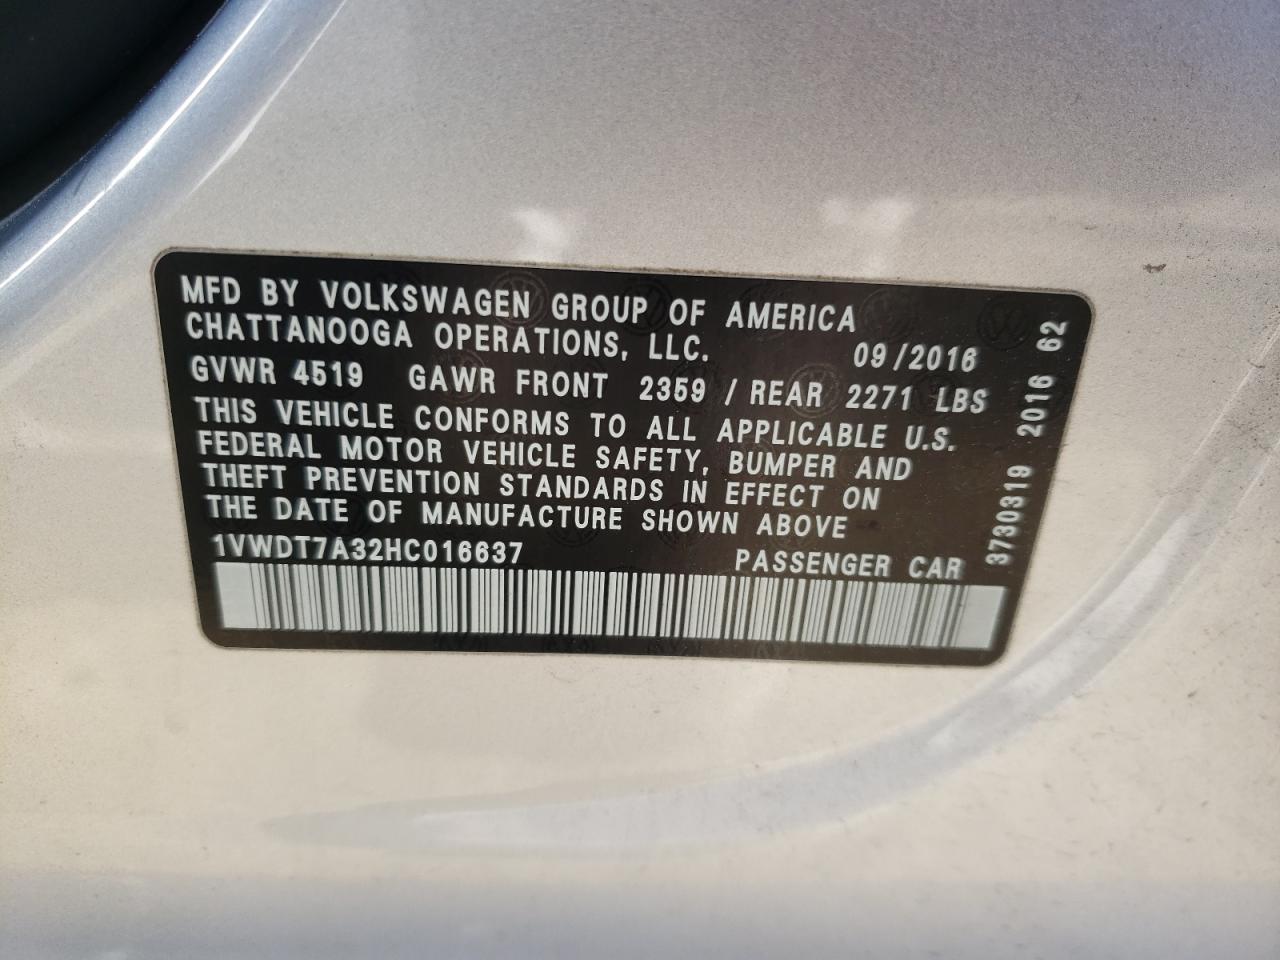 MFD BY VOLKSWAGEN GROUP OF AMERICA
CHATTANOOGA OPERATIONS, LLC.
09/2016
GVWR 4519 GAWR FRONT 2359 / REAR 2271 LBS
THIS VEHICLE CONFORMS TO ALL APPLICABLE U.S.
FEDERAL MOTOR VEHICLE SAFETY, BUMPER AND
THEFT PREVENTION STANDARDS IN EFFECT ON
THE DATE OF MANUFACTURE SHOWN ABOVE
1VWDT7A32HC016637 PASSENGER CAR
3730319 2016 62